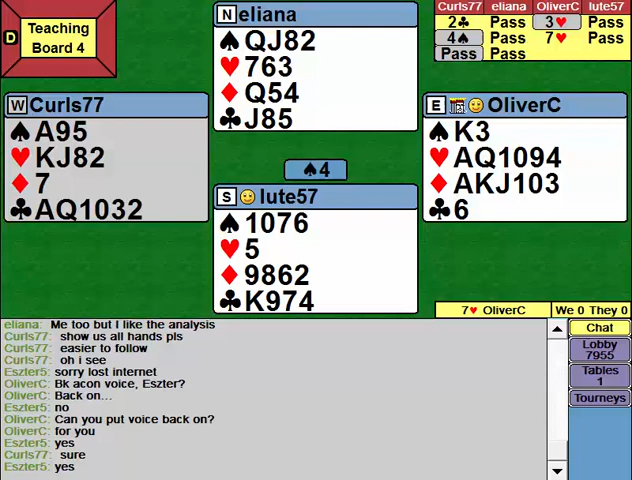 Curls77 eliana OliverC lute57
2♣ Pass 3♥ Pass
4♠ Pass 7♥ Pass
Pass Pass
D
Teaching
Board 4
N eliana
♠ QJ82
♥ 763
♦ Q54
♣ J85
W Curls77
♠ A95
♥ KJ82
♦ 7
♣ AQ1032
E OliverC
♠ K3
♥ AQ1094
♦ AKJ103
♣ 6
♠4
S lute57
♠ 1076
♥ 5
♦ 9862
♣ K974
7♥ OliverC We 0 They 0
eliana: Me too but I like the analysis
Curls77: show us all hands pls
Curls77: easier to follow
Curls77: oh i see
Eszter5: sorry lost internet
OliverC: Bk acon voice, Eszter?
OliverC: Back on...
Eszter5: no
OliverC: Can you put voice back on?
OliverC: for you
Eszter5: yes
Curls77: sure
Eszter5: yes
Chat
Lobby
7955
Tables
1
Tourneys